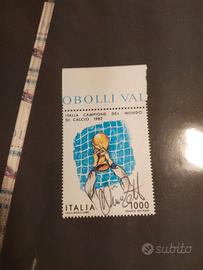 OBOLLI VAL
ITALIA CAMPIONE DEL MONDO
DI CALCIO 1982
ITALIA 1000
subito